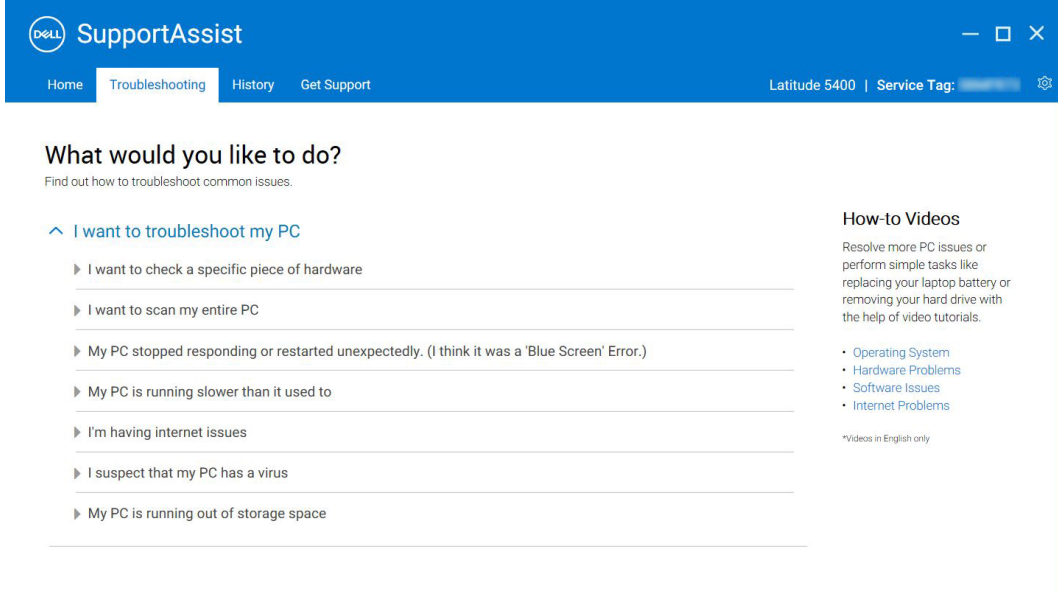 DELL
SupportAssist
Home Troubleshooting History Get Support
Latitude 5400 | Service Tag:
What would you like to do?
Find out how to troubleshoot common issues.
I want to troubleshoot my PC
I want to check a specific piece of hardware
I want to scan my entire PC
My PC stopped responding or restarted unexpectedly. (I think it was a 'Blue Screen' Error.)
My PC is running slower than it used to
I'm having internet issues
I suspect that my PC has a virus
My PC is running out of storage space
How-to Videos
Resolve more PC issues or
perform simple tasks like
replacing your laptop battery or
removing your hard drive with
the help of video tutorials.
• Operating System
• Hardware Problems
• Software Issues
• Internet Problems
*Videos in English only